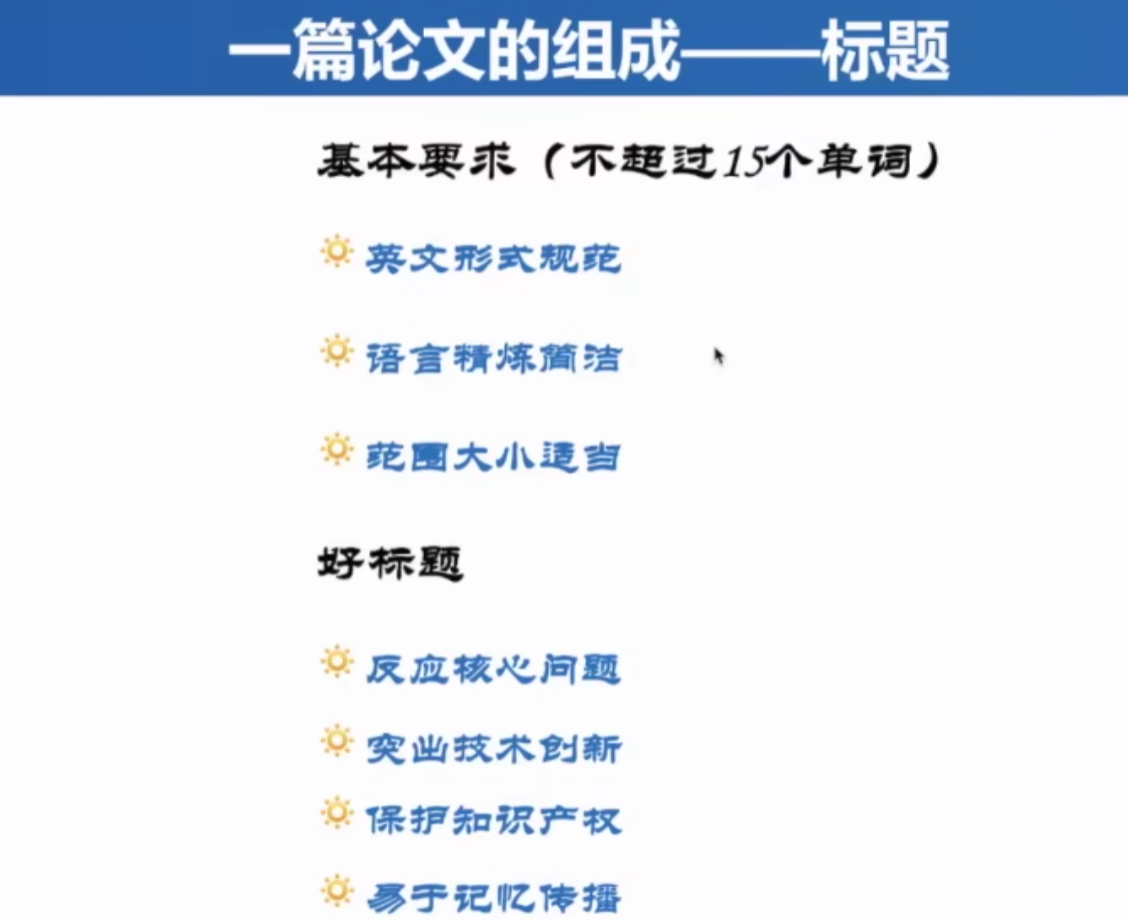 一篇论文的组成——标题
基本要求（不超过15个单词）
英文形式规范
语言精炼简洁
范围大小适当
好标题
反应核心问题
突出技术创新
保护知识产权
易于记忆传播